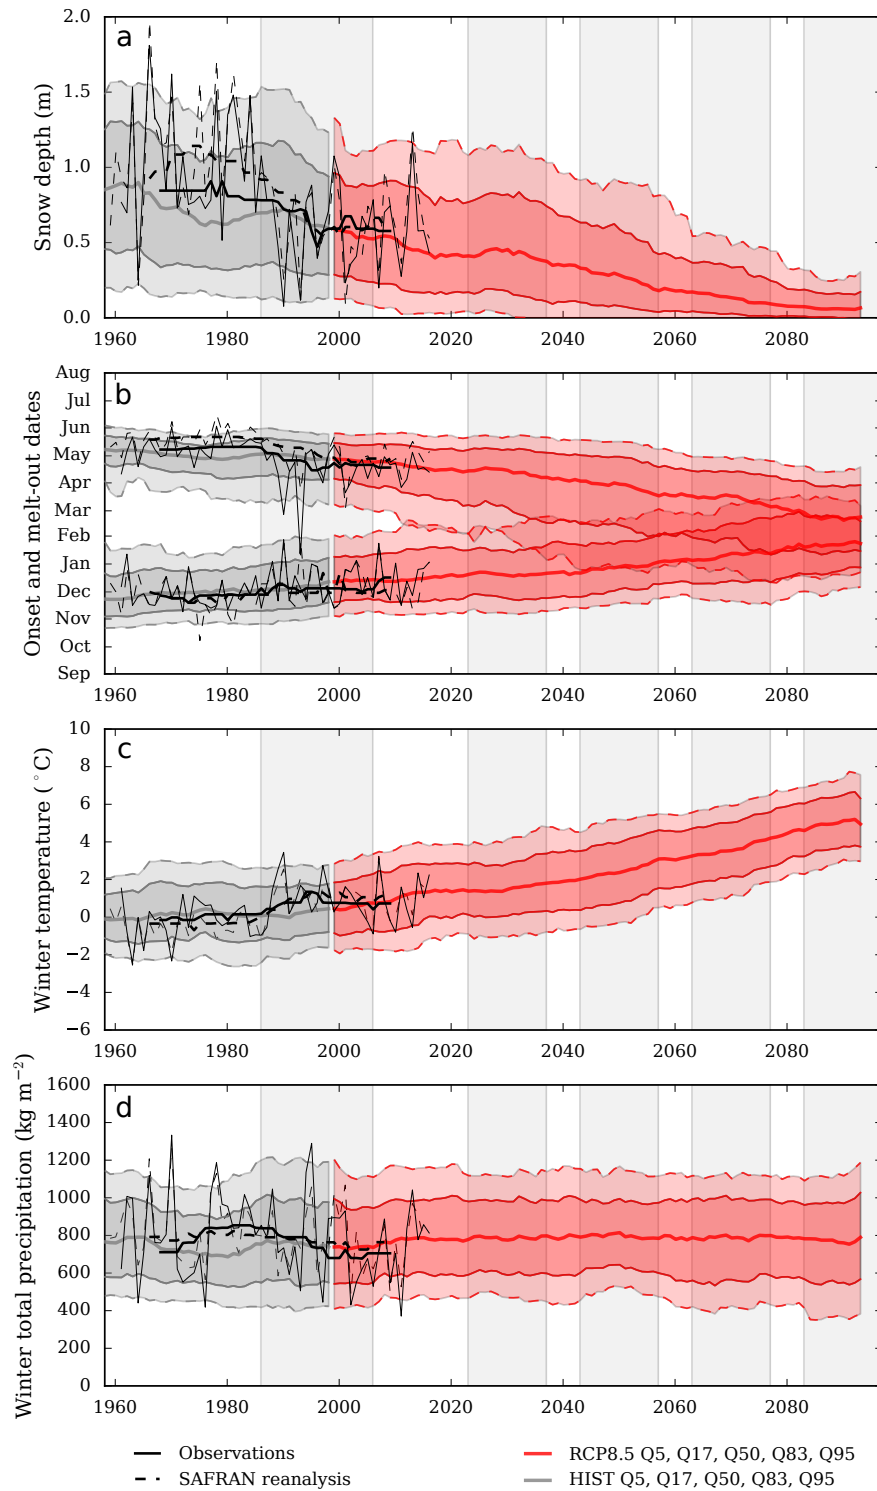 a
Snow depth (m)
2.0
1.5
1.0
0.5
0.0
1960 1980 2000 2020 2040 2060 2080
b
Onset and melt-out dates
Aug
Jul
Jun
May
Apr
Mar
Feb
Jan
Dec
Nov
Oct
Sep
1960 1980 2000 2020 2040 2060 2080
c
Winter temperature (°C)
10
8
6
4
2
0
−2
−4
−6
1960 1980 2000 2020 2040 2060 2080
d
Winter total precipitation (kg m⁻²)
1600
1400
1200
1000
800
600
400
200
0
1960 1980 2000 2020 2040 2060 2080
Observations
SAFRAN reanalysis
RCP8.5 Q5, Q17, Q50, Q83, Q95
HIST Q5, Q17, Q50, Q83, Q95